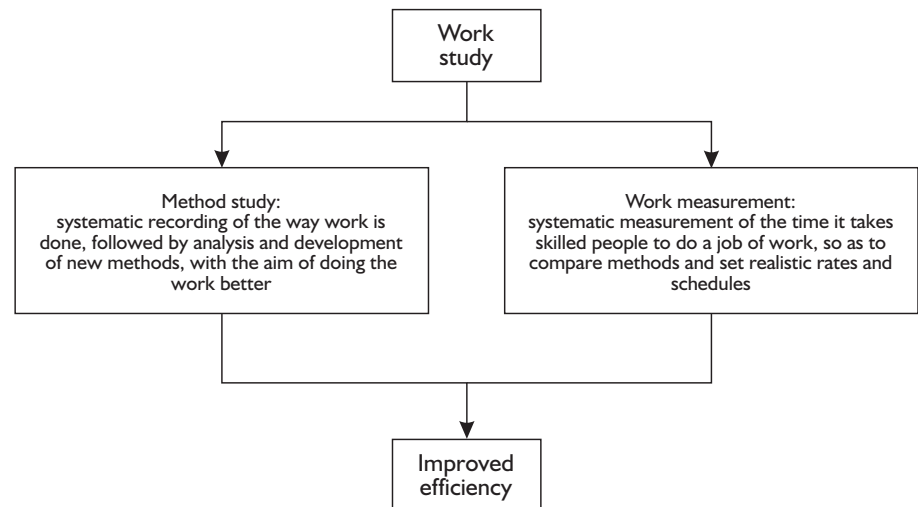 Work
study
Method study:
systematic recording of the way work is
done, followed by analysis and development
of new methods, with the aim of doing the
work better
Work measurement:
systematic measurement of the time it takes
skilled people to do a job of work, so as to
compare methods and set realistic rates and
schedules
Improved
efficiency